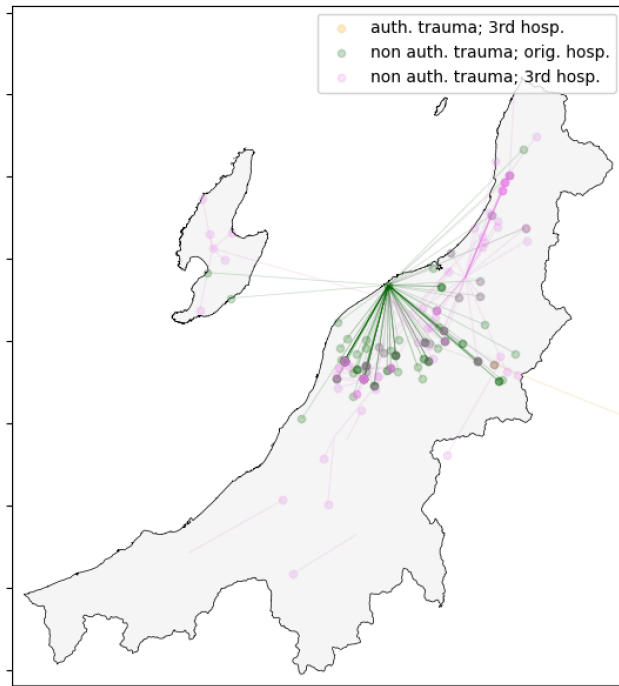 auth. trauma; 3rd hosp.
non auth. trauma; orig. hosp.
non auth. trauma; 3rd hosp.